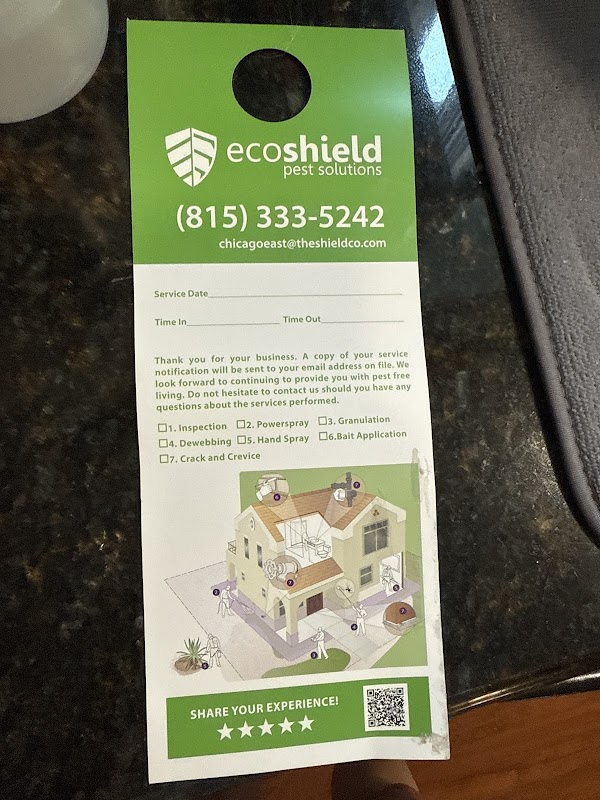 ecoshield
pest solutions
(815) 333-5242
chicagoeast@theshieldco.com
Service Date
Time In Time Out
Thank you for your business. A copy of your service
notification will be sent to your email address on file. We
look forward to continuing to provide you with pest free
living. Do not hesitate to contact us should you have any
questions about the services performed.
1. Inspection 2. Powerspray 3. Granulation
4. Dewebbing 5. Hand Spray 6.Bait Application
7. Crack and Crevice
SHARE YOUR EXPERIENCE!